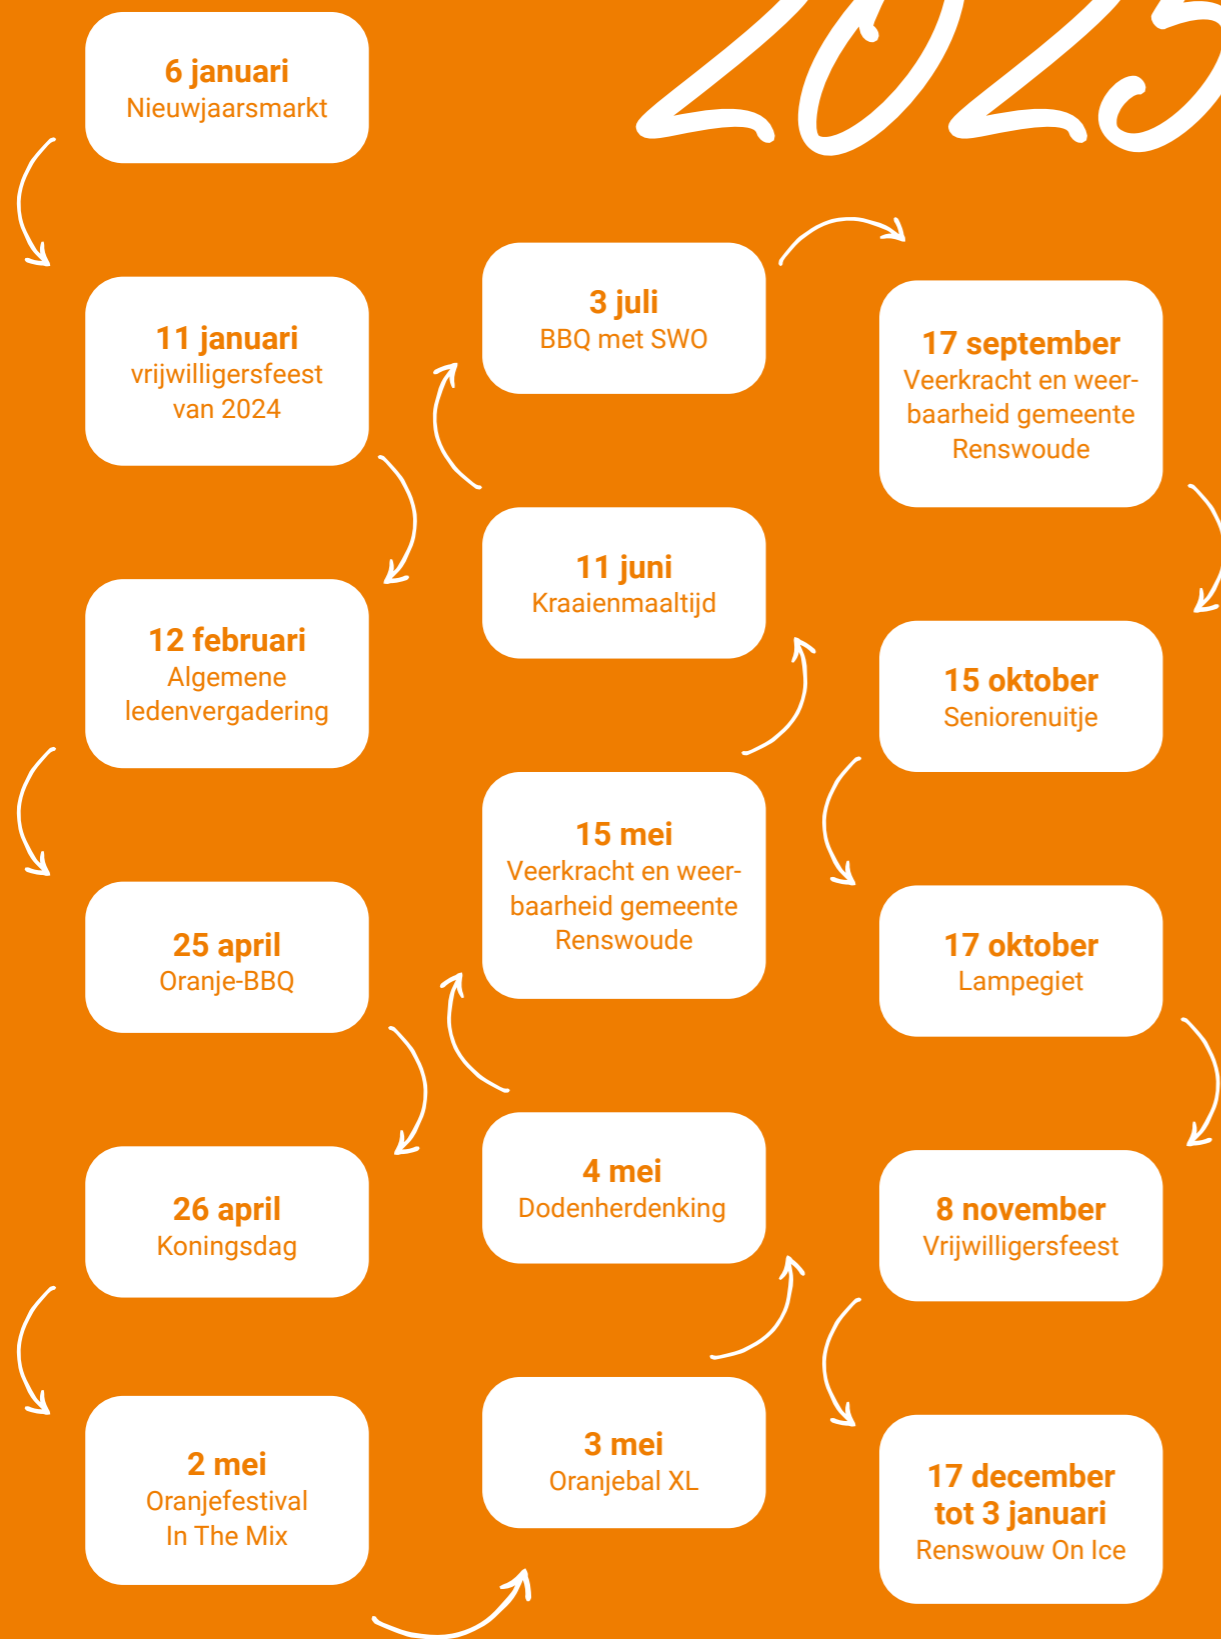 2025
6 januari
Nieuwjaarsmarkt
11 januari
vrijwilligersfeest
van 2024
12 februari
Algemene
ledenvergadering
25 april
Oranje-BBQ
26 april
Koningsdag
2 mei
Oranjefestival
In The Mix
3 mei
Oranjebal XL
4 mei
Dodenherdenking
15 mei
Veerkracht en weer-
baarheid gemeente
Renswoude
11 juni
Kraaienmaaltijd
3 juli
BBQ met SWO
17 september
Veerkracht en weer-
baarheid gemeente
Renswoude
15 oktober
Seniorenuitje
17 oktober
Lampegiet
8 november
Vrijwilligersfeest
17 december
tot 3 januari
Renswouw On Ice